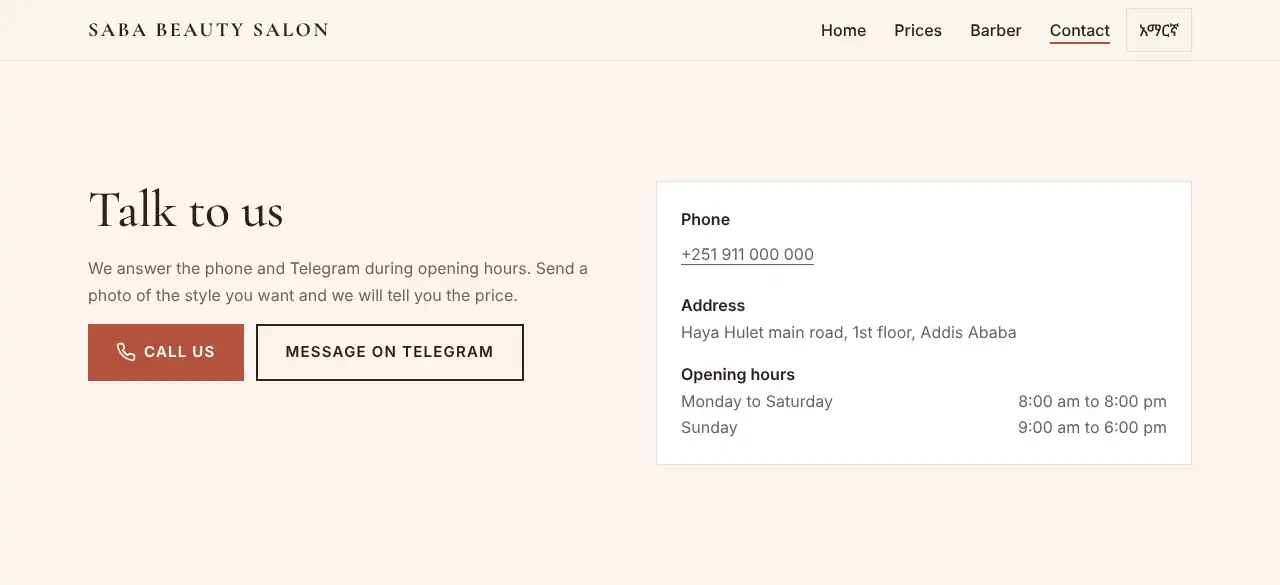 SABA BEAUTY SALON
Home Prices Barber Contact አማርኛ
Talk to us
We answer the phone and Telegram during opening hours. Send a
photo of the style you want and we will tell you the price.
CALL US
MESSAGE ON TELEGRAM
Phone
+251 911 000 000
Address
Haya Hulet main road, 1st floor, Addis Ababa
Opening hours
Monday to Saturday 8:00 am to 8:00 pm
Sunday 9:00 am to 6:00 pm